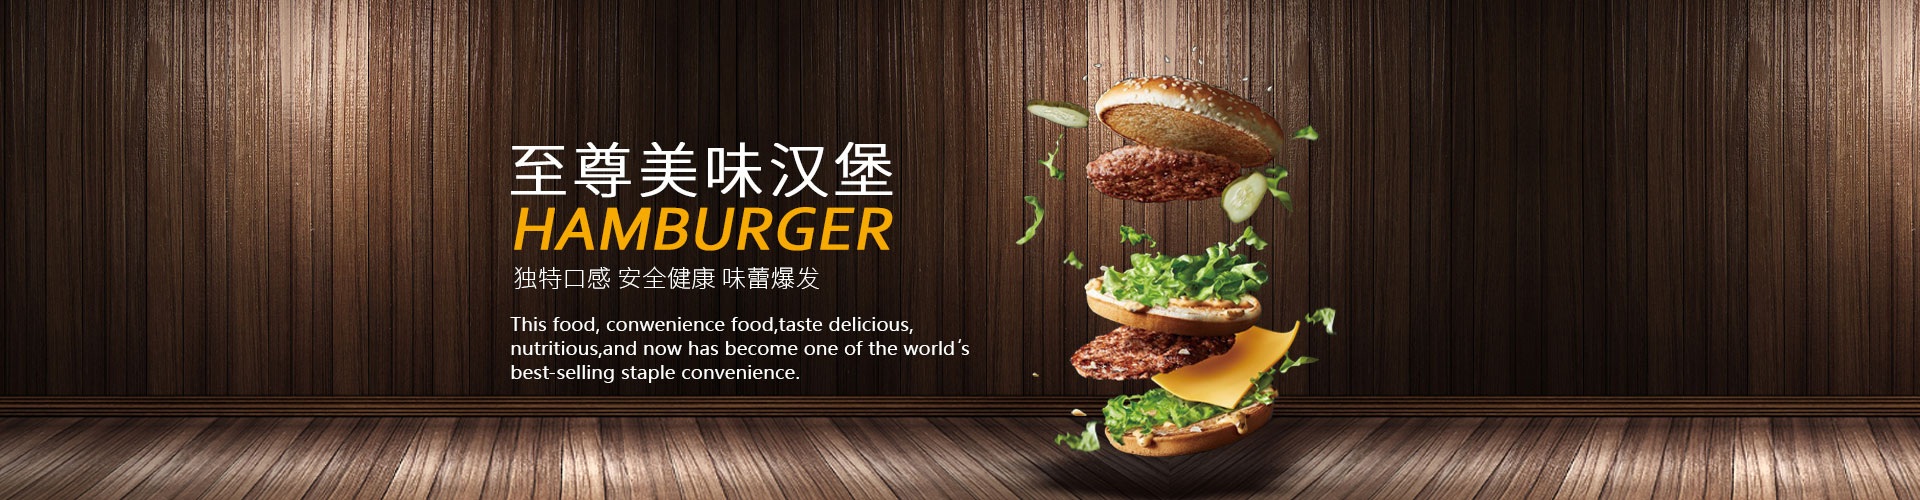 至尊美味汉堡
HAMBURGER
独特口感 安全健康 味蕾爆发
This food, conwenience food,taste delicious,
nutritious,and now has become one of the world‘s
best-selling staple convenience.